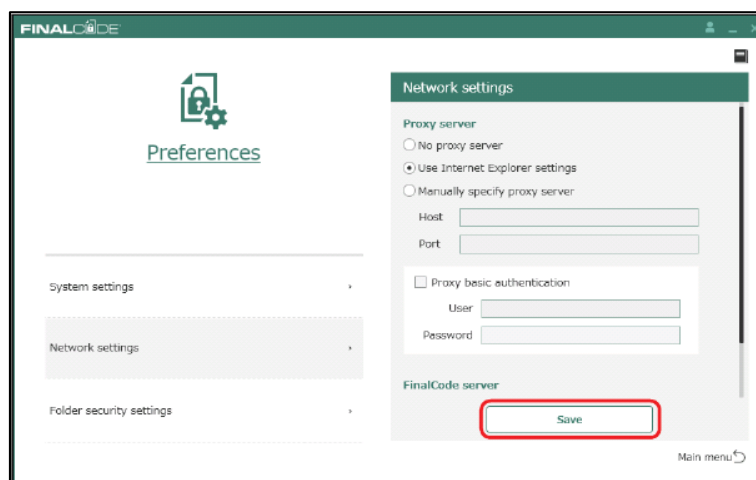 FINALCODE
Preferences
System settings
Network settings
Folder security settings
Network settings
Proxy server
No proxy server
Use Internet Explorer settings
Manually specify proxy server
Host
Port
Proxy basic authentication
User
Password
FinalCode server
Save
Main menu